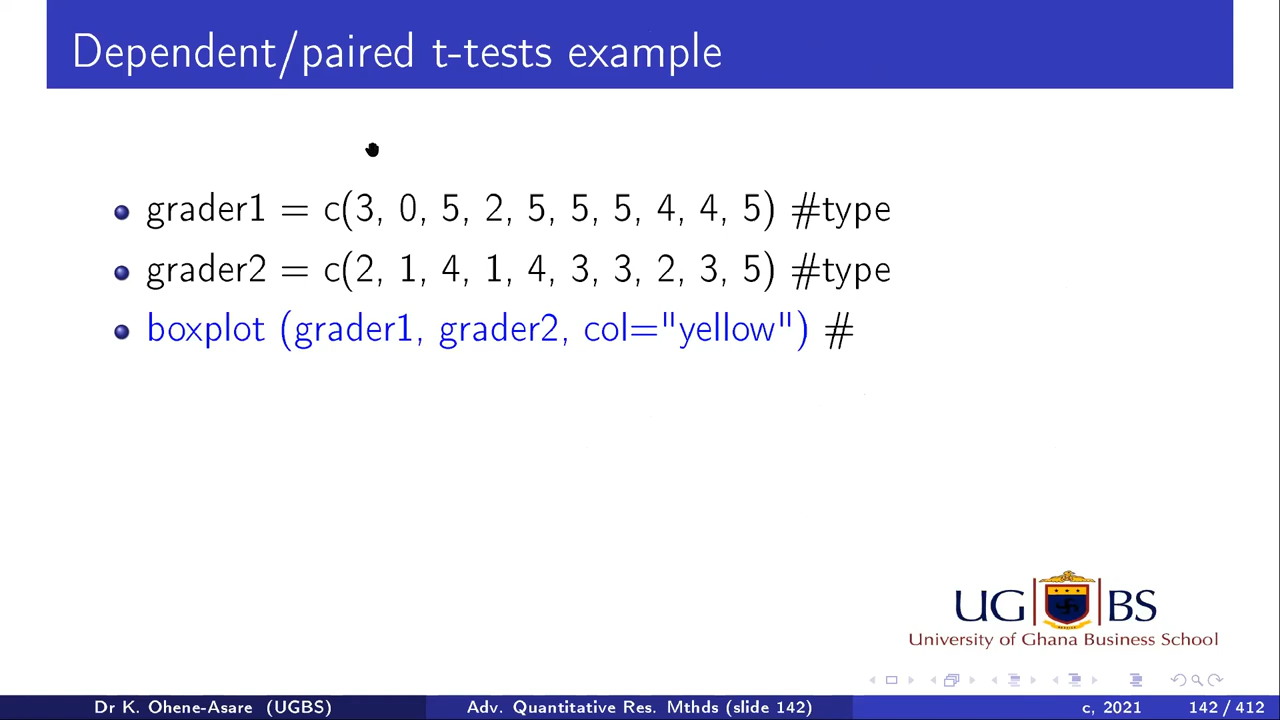 Dependent/paired t-tests example
grader1 = c(3, 0, 5, 2, 5, 5, 5, 4, 4, 5) #type
grader2 = c(2, 1, 4, 1, 4, 3, 3, 2, 3, 5) #type
boxplot (grader1, grader2, col="yellow") #
UG BS
University of Ghana Business School
Dr K. Ohene-Asare (UGBS) Adv. Quantitative Res. Mthds (slide 142) c, 2021 142 / 412